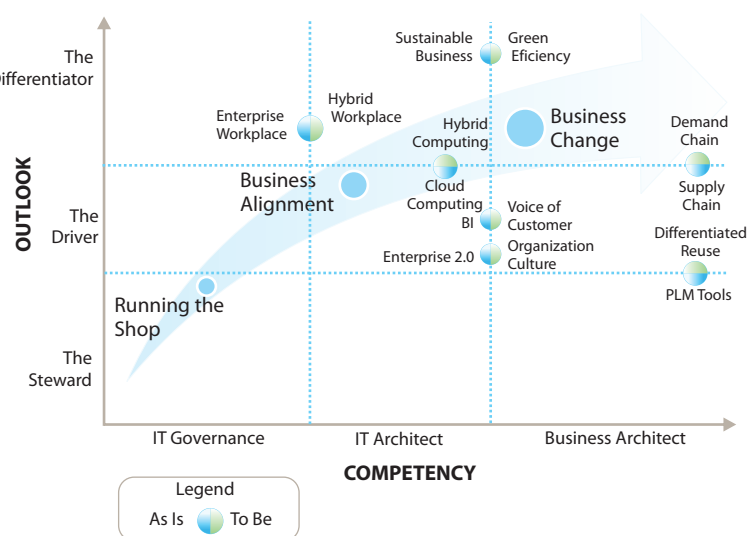 Sustainable
Business
Green
Eficiency
The
Differentiator
Hybrid
Workplace
Enterprise
Workplace
Business
Change
Demand
Chain
Hybrid
Computing
Business
Alignment
Cloud
Computing
Supply
Chain
OUTLOOK
The
Driver
BI
Voice of
Customer
Differentiated
Reuse
Enterprise 2.0
Organization
Culture
PLM Tools
Running the
Shop
The
Steward
IT Governance
IT Architect
Business Architect
COMPETENCY
Legend
As Is
To Be